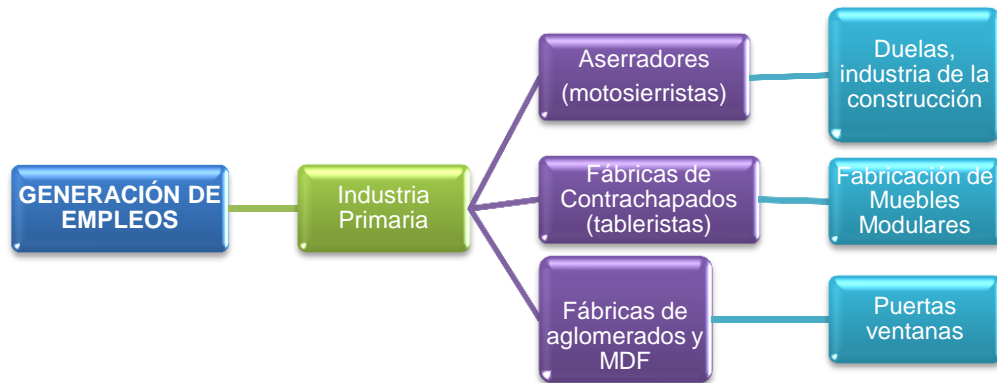 GENERACIÓN DE
EMPLEOS
Industria
Primaria
Aserradores
(motosierristas)
Duelas,
industria de la
construcción
Fábricas de
Contrachapados
(tableristas)
Fabricación de
Muebles
Modulares
Fábricas de
aglomerados y
MDF
Puertas
ventanas